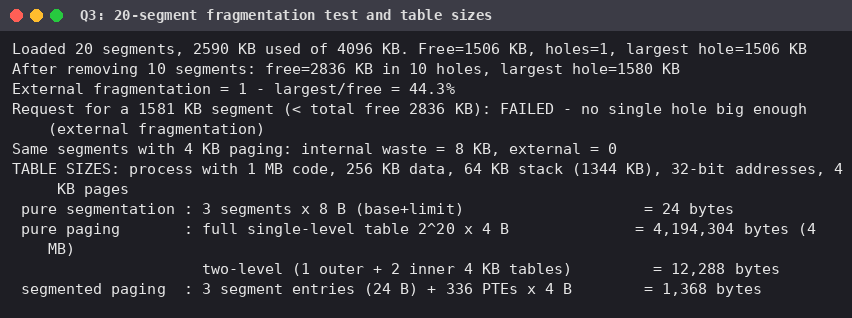 Q3: 20-segment fragmentation test and table sizes
Loaded 20 segments, 2590 KB used of 4096 KB. Free=1506 KB, holes=1, largest hole=1506 KB
After removing 10 segments: free=2836 KB in 10 holes, largest hole=1580 KB
External fragmentation = 1 - largest/free = 44.3%
Request for a 1581 KB segment (< total free 2836 KB): FAILED - no single hole big enough
(external fragmentation)
Same segments with 4 KB paging: internal waste = 8 KB, external = 0
TABLE SIZES: process with 1 MB code, 256 KB data, 64 KB stack (1344 KB), 32-bit addresses, 4
KB pages
pure segmentation : 3 segments x 8 B (base+limit) = 24 bytes
pure paging : full single-level table 2^20 x 4 B = 4,194,304 bytes (4
MB)
two-level (1 outer + 2 inner 4 KB tables) = 12,288 bytes
segmented paging : 3 segment entries (24 B) + 336 PTEs x 4 B = 1,368 bytes